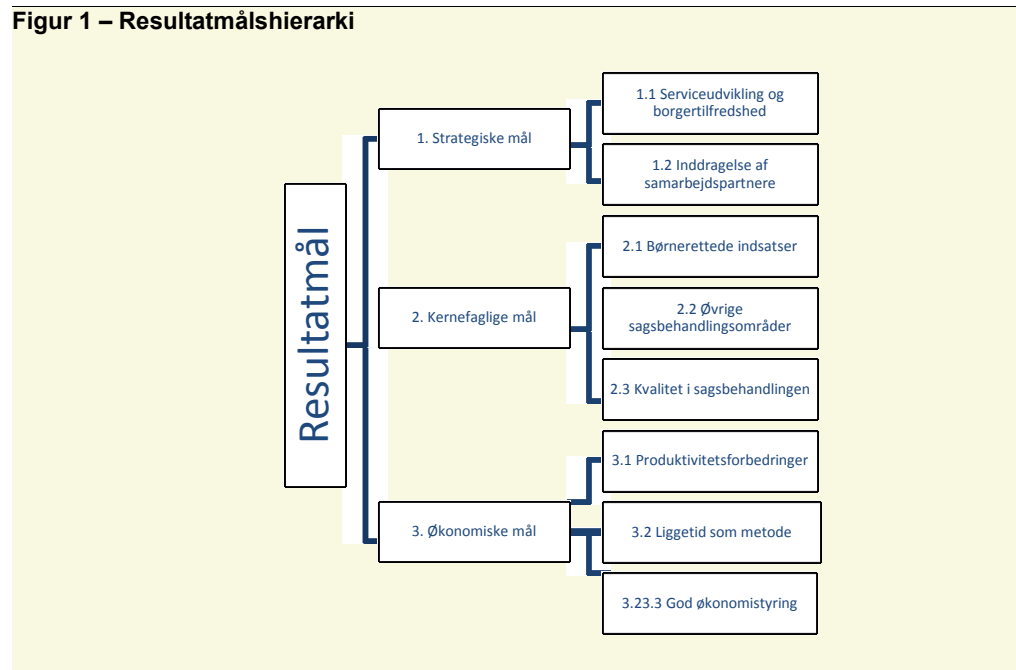 Figur 1 – Resultatmålshierarki
Resultatmål
1. Strategiske mål
1.1 Serviceudvikling og
borgertilfredshed
1.2 Inddragelse af
samarbejdspartnere
2. Kernefaglige mål
2.1 Børnerettede indsatser
2.2 Øvrige
sagsbehandlingsområder
2.3 Kvalitet i sagsbehandlingen
3. Økonomiske mål
3.1 Produktivitetsforbedringer
3.2 Liggetid som metode
3.23.3 God økonomistyring